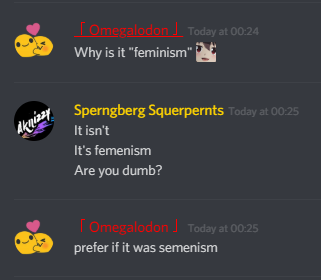 「 Omegalodon 」 Today at 00:24
Why is it "feminism"
Aknizzy
Sperngberg Squerpernts Today at 00:25
It isn't
It's femenism
Are you dumb?
「 Omegalodon 」 Today at 00:25
prefer if it was semenism